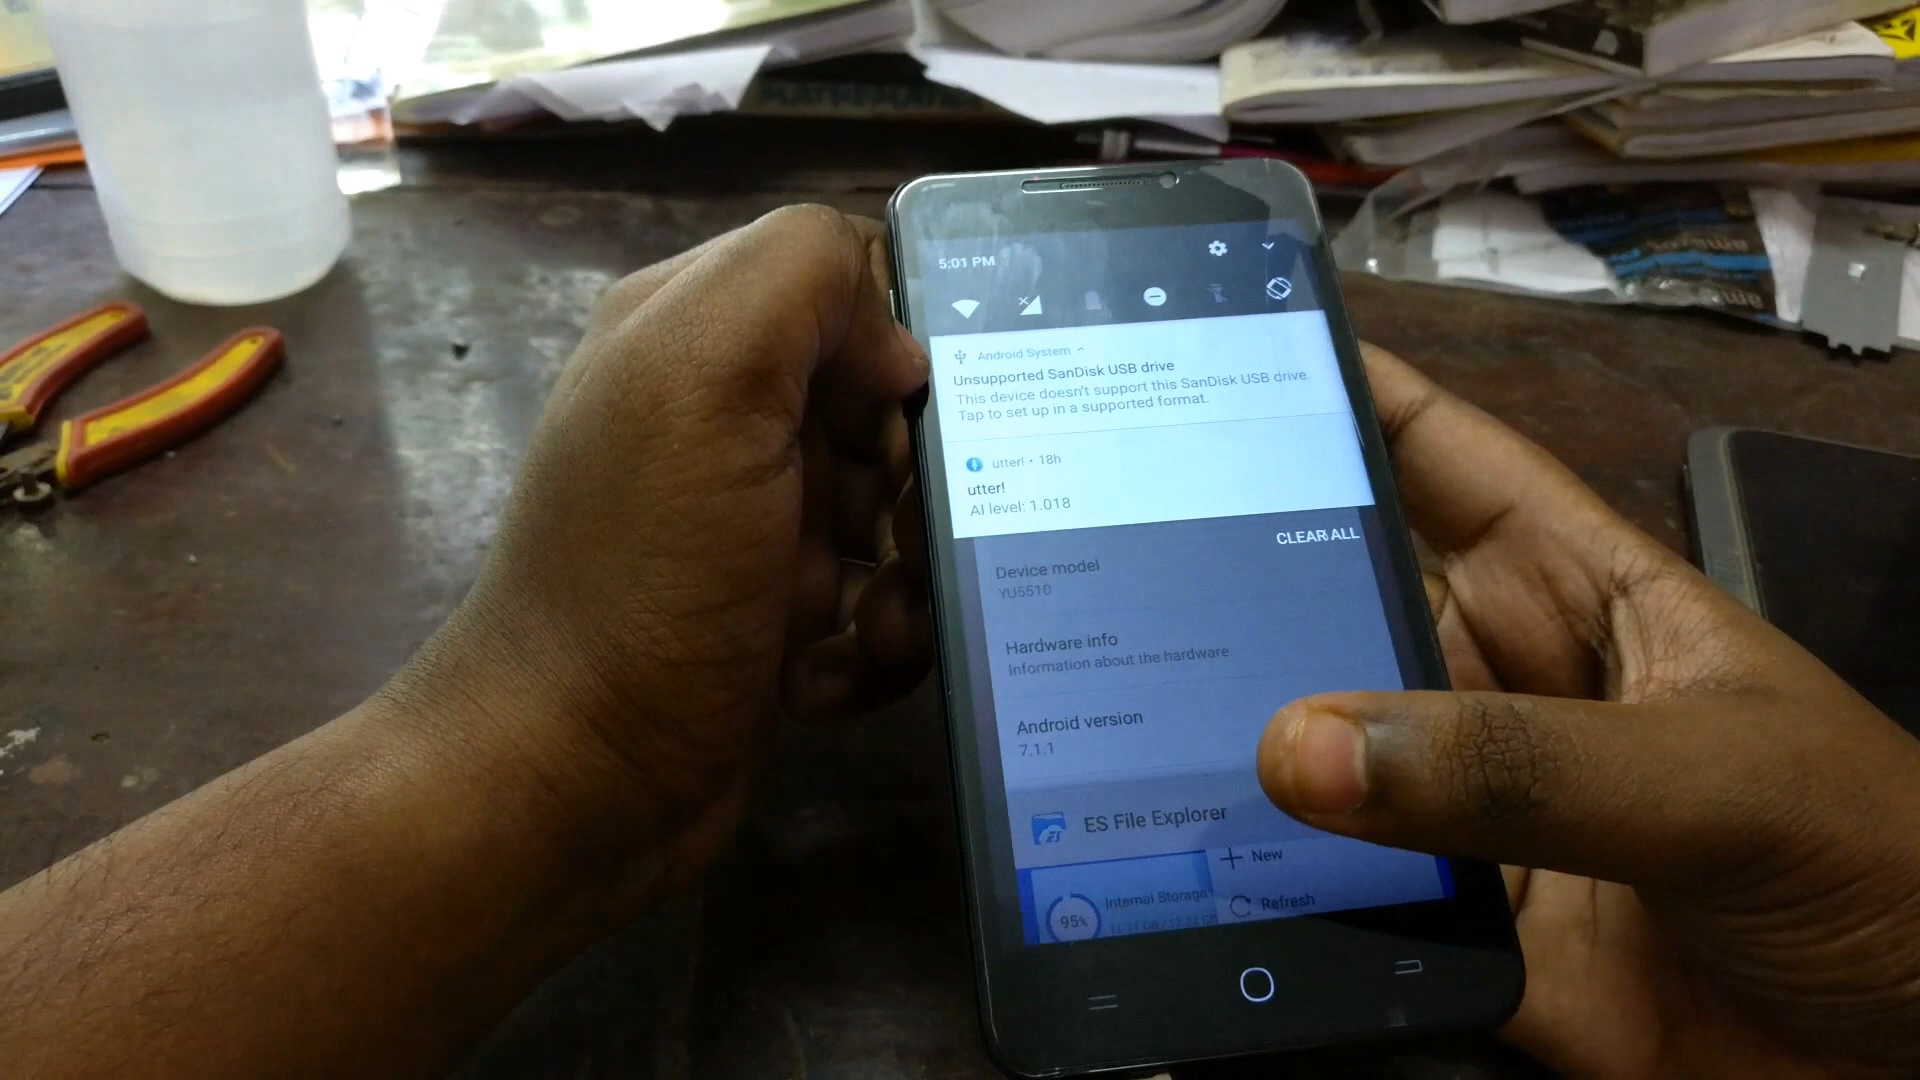 5:01 PM
Android System
Unsupported SanDisk USB drive
This device doesn't support this SanDisk USB drive.
Tap to set up in a supported format.
utter! • 18h
utter!
AI level: 1.018
CLEAR ALL
Device model
YU5510
Hardware info
Information about the hardware.
Android version
7.1.1
ES File Explorer
New
Internal Storage
Refresh
95%